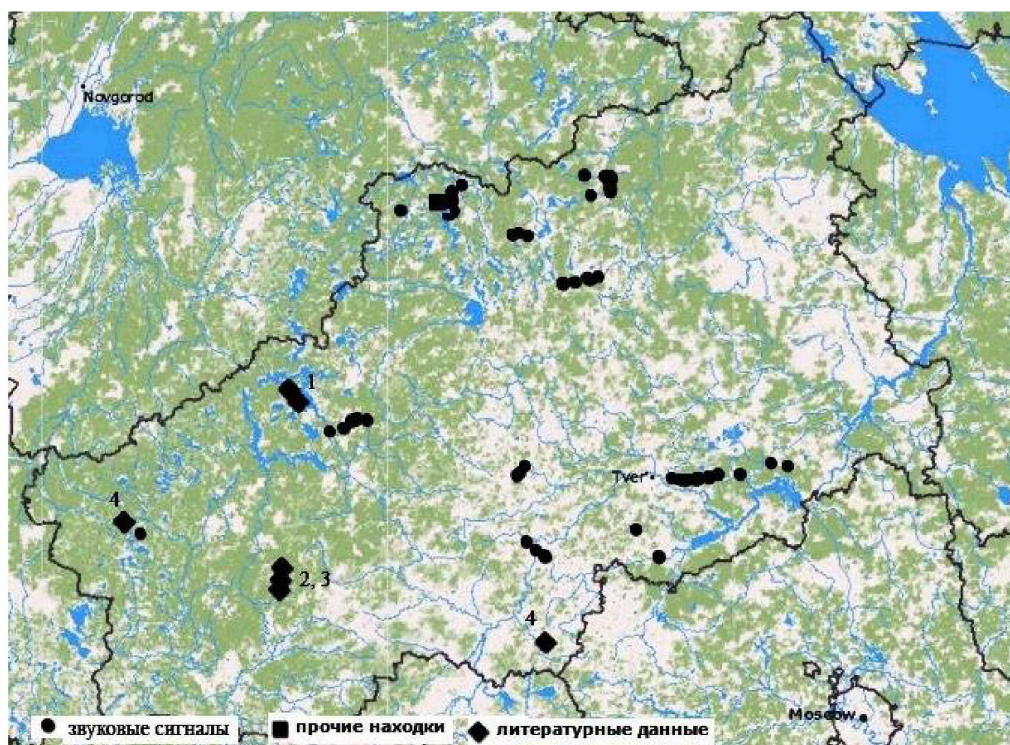 Novgorod
1
Tver'
4
2, 3
4
Moscow
звуковые сигналы прочие находки литературные данные